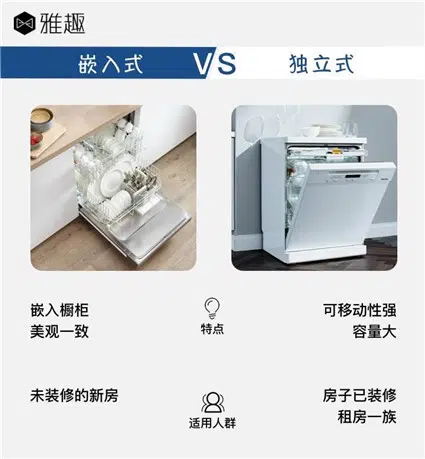 雅趣
嵌入式 VS 独立式
嵌入橱柜
美观一致
特点
可移动性强
容量大
未装修的新房
适用人群
房子已装修
租房一族